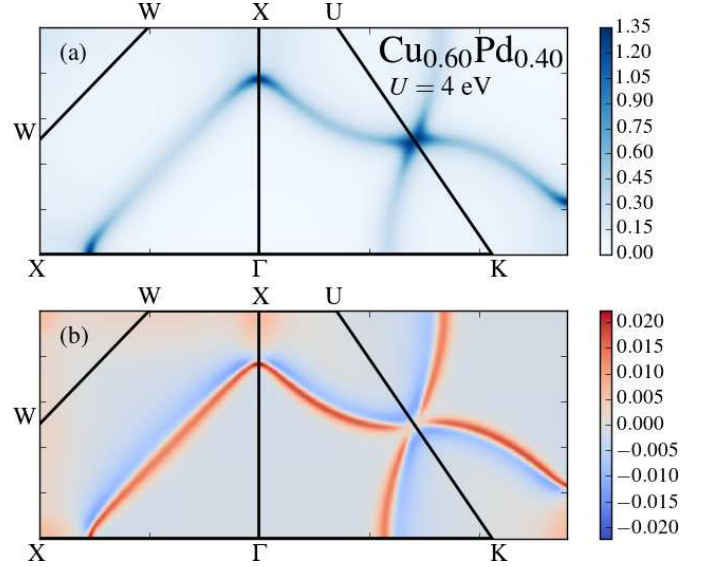 W X U
(a) Cu0.60Pd0.40
U = 4 eV
W
X Γ K
1.35
1.20
1.05
0.90
0.75
0.60
0.45
0.30
0.15
0.00
W X U
(b)
W
X Γ K
0.020
0.015
0.010
0.005
0.000
−0.005
−0.010
−0.015
−0.020